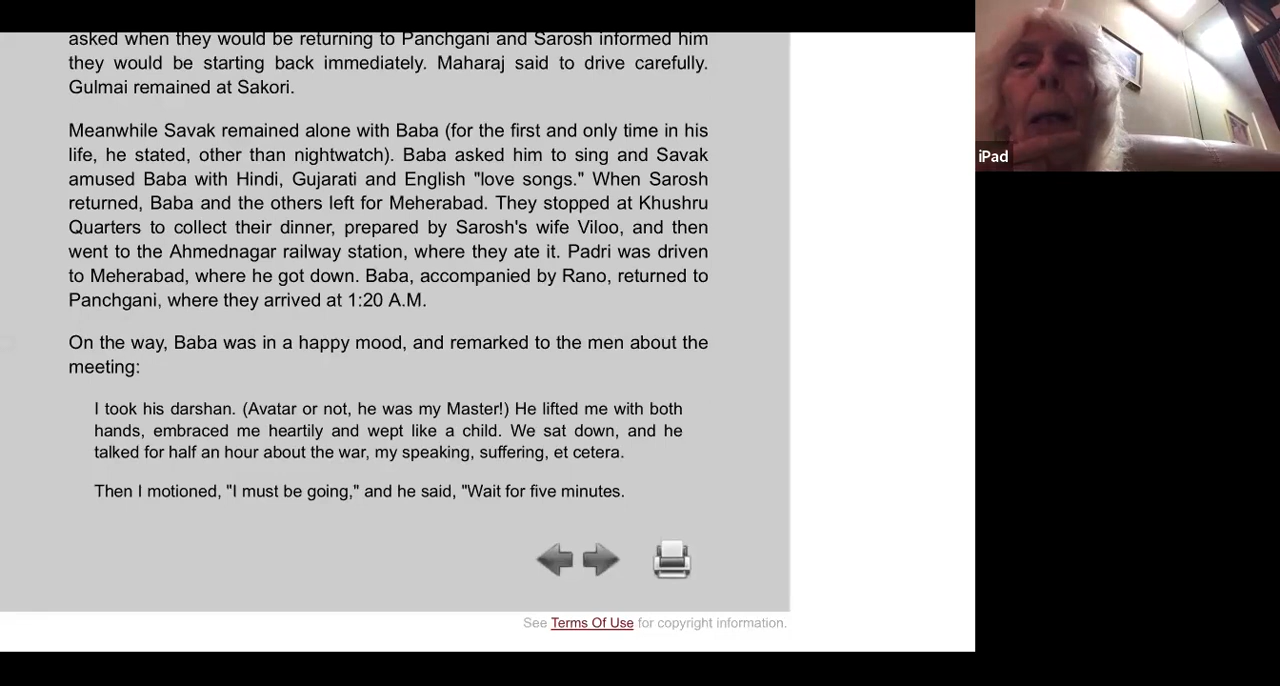 asked when they would be returning to Panchgani and Sarosh informed him
they would be starting back immediately. Maharaj said to drive carefully.
Gulmai remained at Sakori.
Meanwhile Savak remained alone with Baba (for the first and only time in his
life, he stated, other than nightwatch). Baba asked him to sing and Savak
amused Baba with Hindi, Gujarati and English "love songs." When Sarosh
returned, Baba and the others left for Meherabad. They stopped at Khushru
Quarters to collect their dinner, prepared by Sarosh's wife Viloo, and then
went to the Ahmednagar railway station, where they ate it. Padri was driven
to Meherabad, where he got down. Baba, accompanied by Rano, returned to
Panchgani, where they arrived at 1:20 A.M.
On the way, Baba was in a happy mood, and remarked to the men about the
meeting:
I took his darshan. (Avatar or not, he was my Master!) He lifted me with both
hands, embraced me heartily and wept like a child. We sat down, and he
talked for half an hour about the war, my speaking, suffering, et cetera.
Then I motioned, "I must be going," and he said, "Wait for five minutes.
See Terms Of Use for copyright information.
iPad